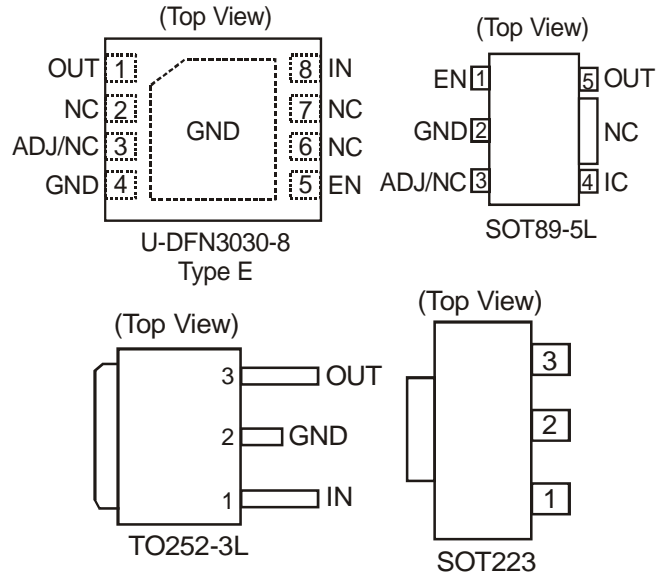 (Top View)
OUT 1 8 IN
NC 2 7 NC
ADJ/NC 3 GND 6 NC
GND 4 5 EN
U-DFN3030-8
Type E
(Top View)
EN 1 5 OUT
GND 2 NC
ADJ/NC 3 4 IC
SOT89-5L
(Top View)
3 OUT
2 GND
1 IN
TO252-3L
(Top View)
3
2
1
SOT223